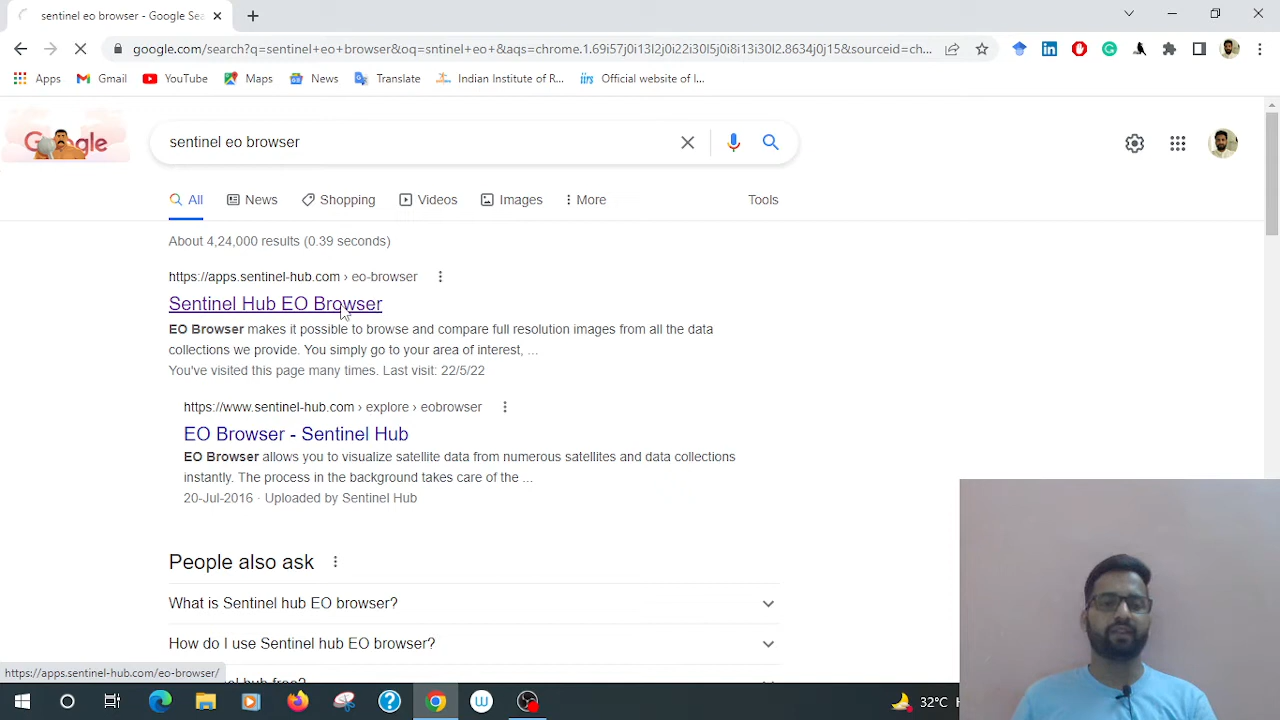 sentinel eo browser - Google Sea
google.com/search?q=sentinel+eo+browser&oq=sntinel+eo+&aqs=chrome.1.69i57j0i13l2j0i22i30l5j0i8i13i30l2.8634j0j15&sourceid=ch...
Apps Gmail YouTube Maps News Translate Indian Institute of R... iirs Official website of I...
Google
sentinel eo browser
All News Shopping Videos Images More Tools
About 4,24,000 results (0.39 seconds)
https://apps.sentinel-hub.com › eo-browser
Sentinel Hub EO Browser
EO Browser makes it possible to browse and compare full resolution images from all the data
collections we provide. You simply go to your area of interest, ...
You've visited this page many times. Last visit: 22/5/22
https://www.sentinel-hub.com › explore › eobrowser
EO Browser - Sentinel Hub
EO Browser allows you to visualize satellite data from numerous satellites and data collections
instantly. The process in the background takes care of the ...
20-Jul-2016 · Uploaded by Sentinel Hub
People also ask
What is Sentinel hub EO browser?
How do I use Sentinel hub EO browser?
https://apps.sentinel-hub.com/eo-browser/
32°C